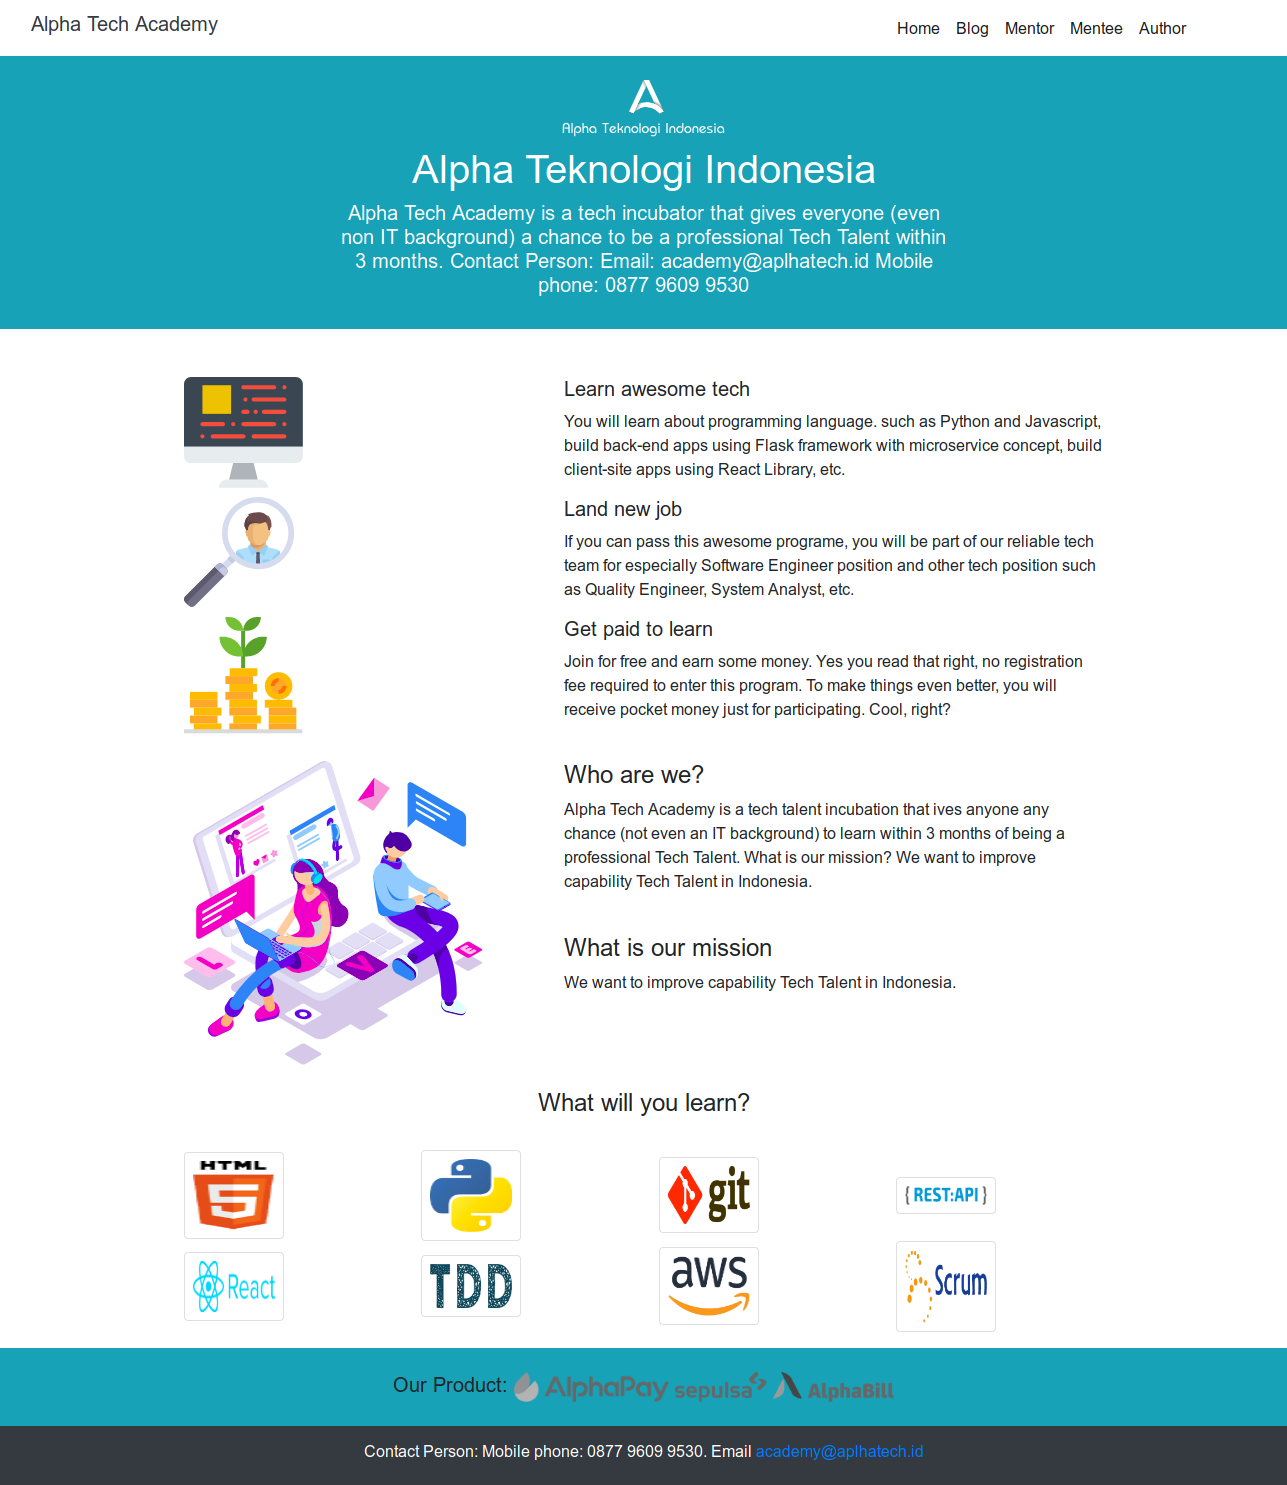 Alpha Tech Academy
Home Blog Mentor Mentee Author
Alpha Teknologi Indonesia
Alpha Teknologi Indonesia
Alpha Tech Academy is a tech incubator that gives everyone (even
non IT background) a chance to be a professional Tech Talent within
3 months. Contact Person: Email: academy@aplhatech.id Mobile
phone: 0877 9609 9530
Learn awesome tech
You will learn about programming language. such as Python and Javascript,
build back-end apps using Flask framework with microservice concept, build
client-site apps using React Library, etc.
Land new job
If you can pass this awesome programe, you will be part of our reliable tech
team for especially Software Engineer position and other tech position such
as Quality Engineer, System Analyst, etc.
Get paid to learn
Join for free and earn some money. Yes you read that right, no registration
fee required to enter this program. To make things even better, you will
receive pocket money just for participating. Cool, right?
Who are we?
Alpha Tech Academy is a tech talent incubation that ives anyone any
chance (not even an IT background) to learn within 3 months of being a
professional Tech Talent. What is our mission? We want to improve
capability Tech Talent in Indonesia.
What is our mission
We want to improve capability Tech Talent in Indonesia.
L O V E
What will you learn?
HTML 5
git
{ REST:API }
React
TDD
aws
Scrum
Our Product: AlphaPay sepulsa AlphaBill
Contact Person: Mobile phone: 0877 9609 9530. Email academy@aplhatech.id